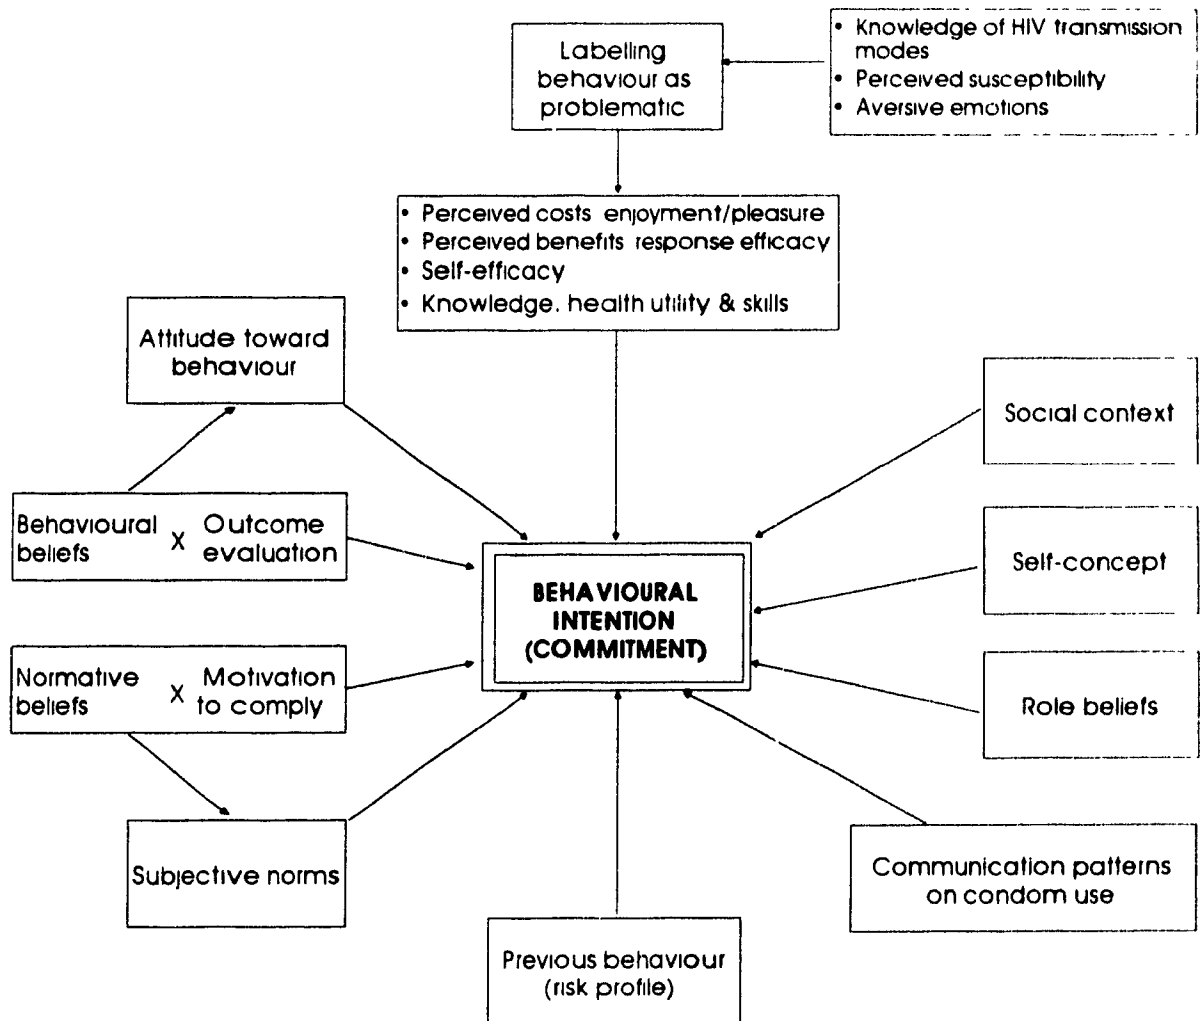 Labelling
behaviour as
problematic
• Knowledge of HIV transmission
modes
• Perceived susceptibility
• Aversive emotions
• Perceived costs enjoyment/pleasure
• Perceived benefits response efficacy
• Self-efficacy
• Knowledge. health utility & skills
Attitude toward
behaviour
Behavioural
beliefs
X
Outcome
evaluation
Normative
beliefs
X
Motivation
to comply
Subjective norms
BEHAVIOURAL
INTENTION
(COMMITMENT)
Social context
Self-concept
Role beliefs
Communication patterns
on condom use
Previous behaviour
(risk profile)